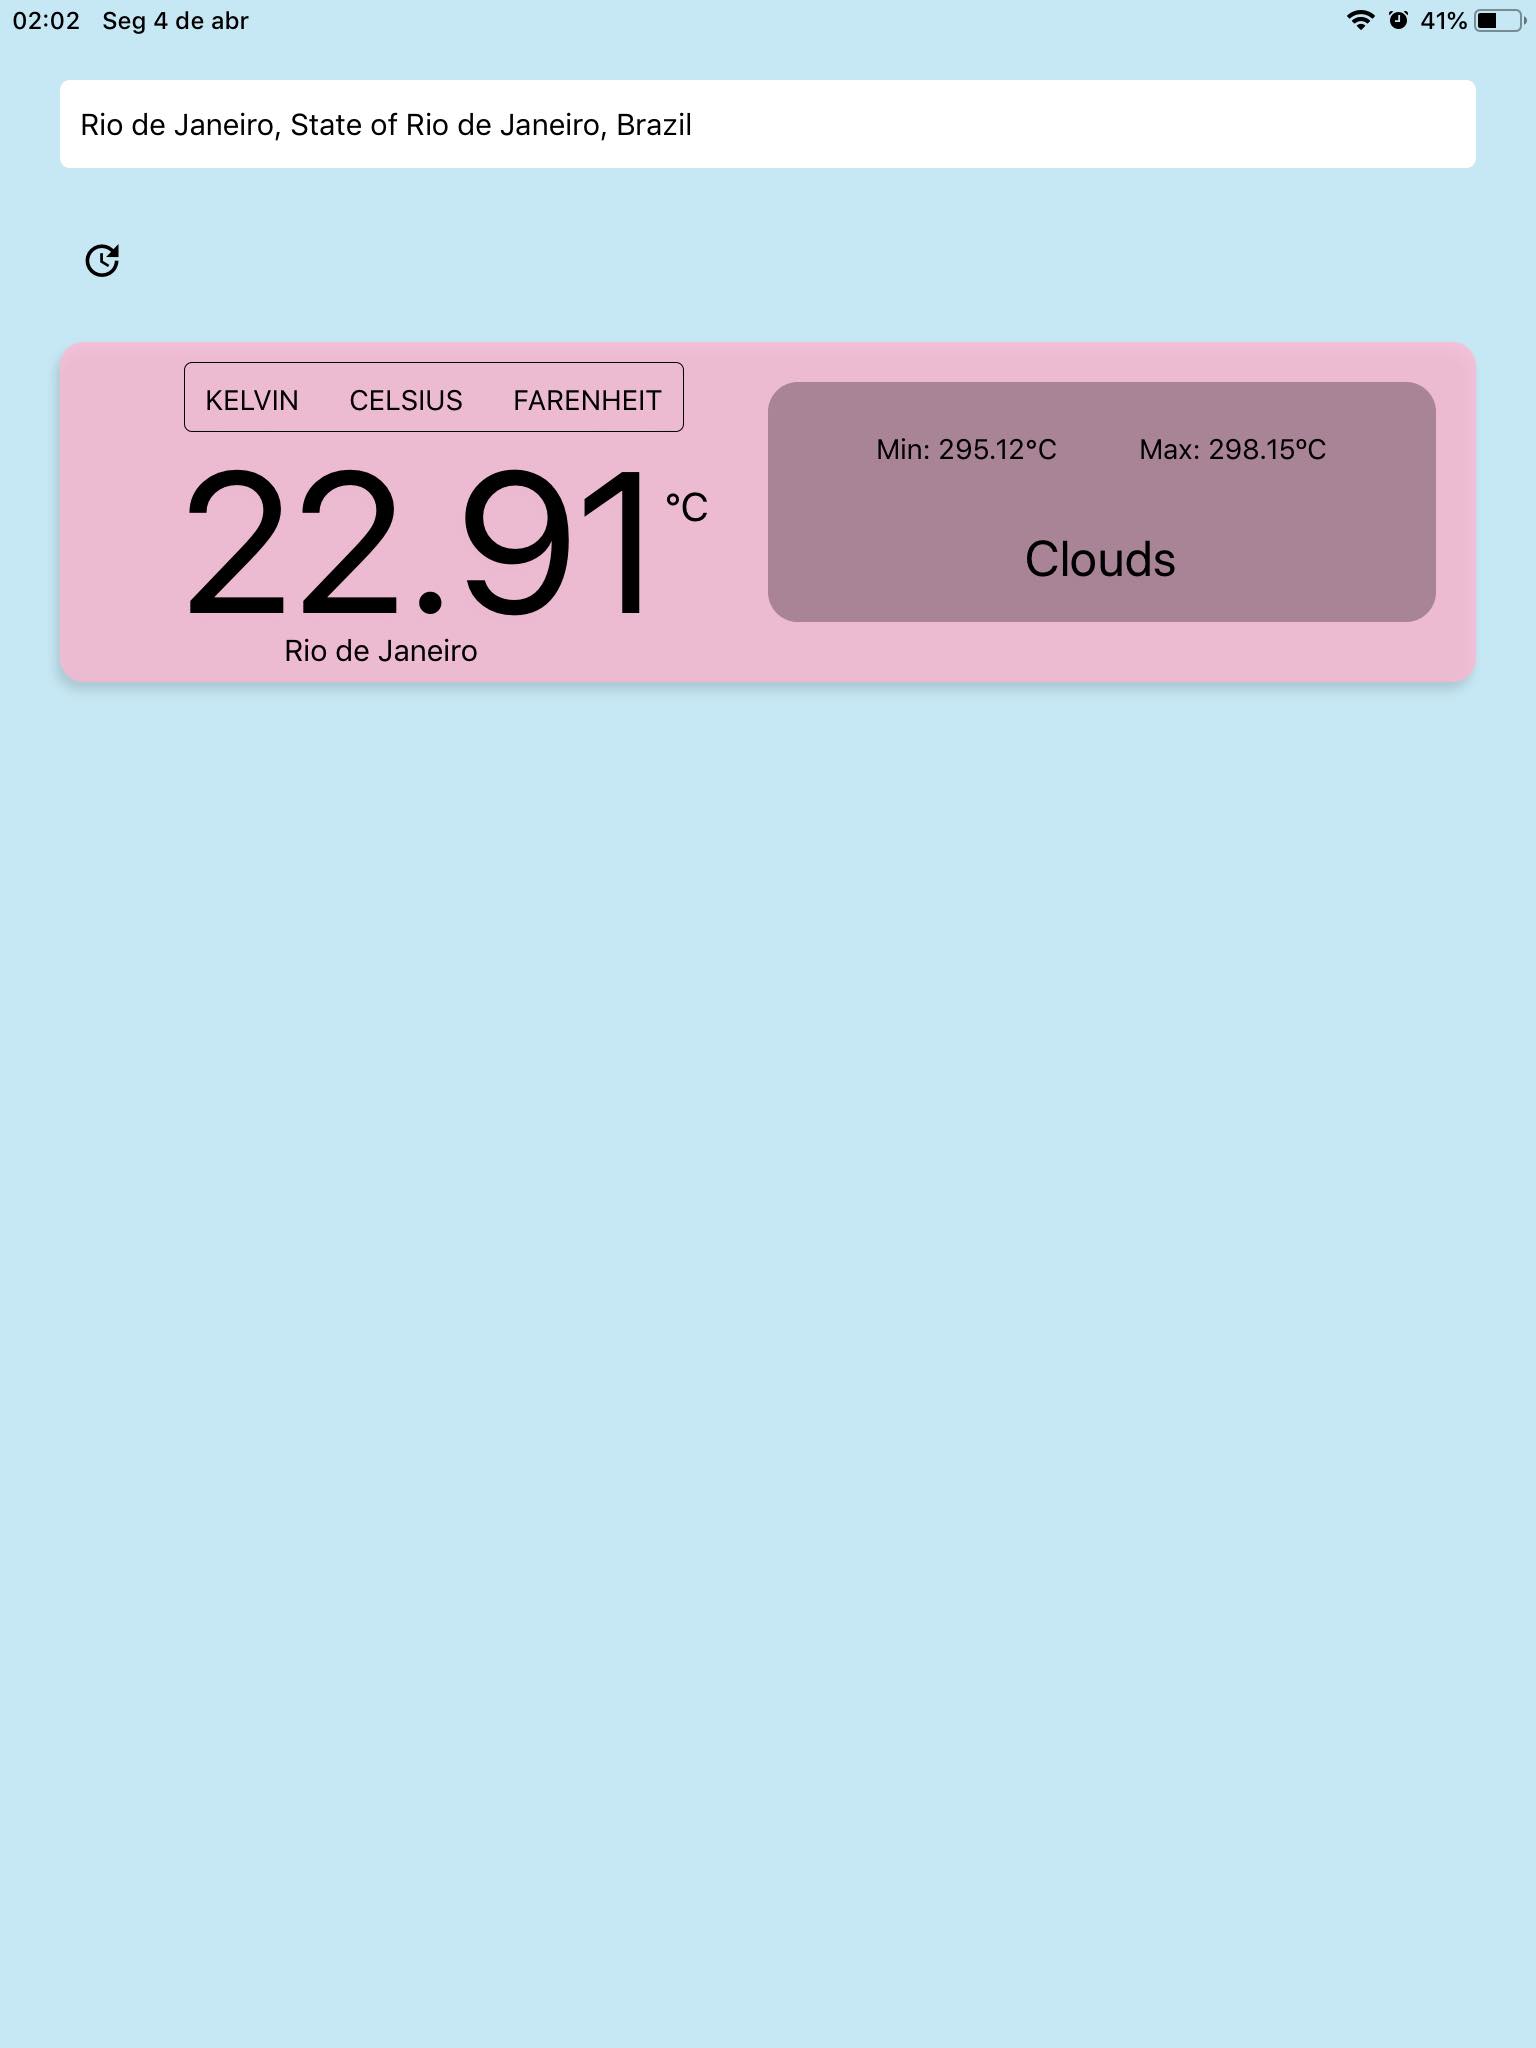 02:02 Seg 4 de abr 41%
Rio de Janeiro, State of Rio de Janeiro, Brazil
KELVIN CELSIUS FARENHEIT
22.91 °C
Rio de Janeiro
Min: 295.12°C Max: 298.15ºC
Clouds